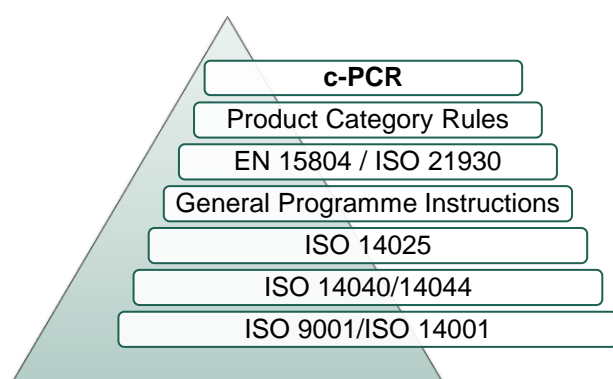 c-PCR
Product Category Rules
EN 15804 / ISO 21930
General Programme Instructions
ISO 14025
ISO 14040/14044
ISO 9001/ISO 14001